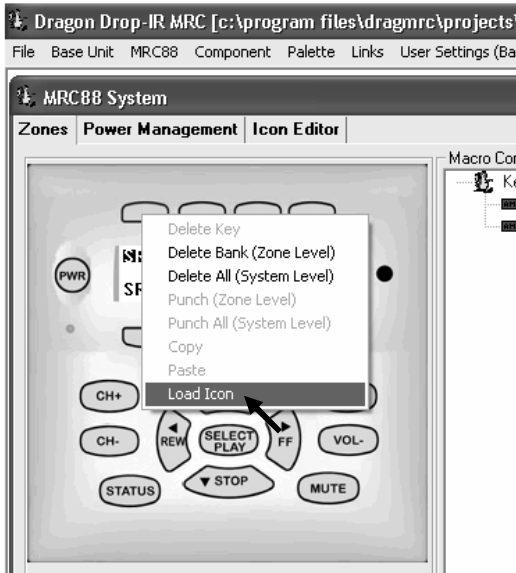 Dragon Drop-IR MRC [c:\program files\dragmrc\projects\
File Base Unit MRC88 Component Palette Links User Settings (Ba
MRC88 System
Zones Power Management Icon Editor
Macro Co
Ke
Delete Key
Delete Bank (Zone Level)
Delete All (System Level)
Punch (Zone Level)
Punch All (System Level)
Copy
Paste
Load Icon
PWR
SR
CH+
CH-
REW
SELECT
PLAY
FF
VOL-
STATUS
STOP
MUTE